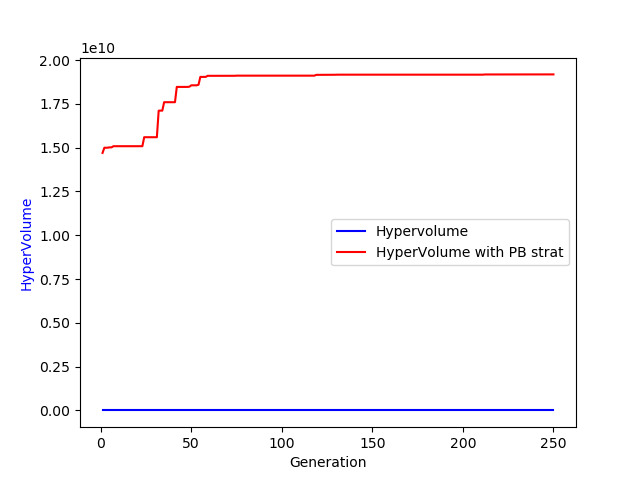 1e10
2.00
1.75
1.50
1.25
1.00
0.75
0.50
0.25
0.00
HyperVolume
Hypervolume
HyperVolume with PB strat
0 50 100 150 200 250
Generation